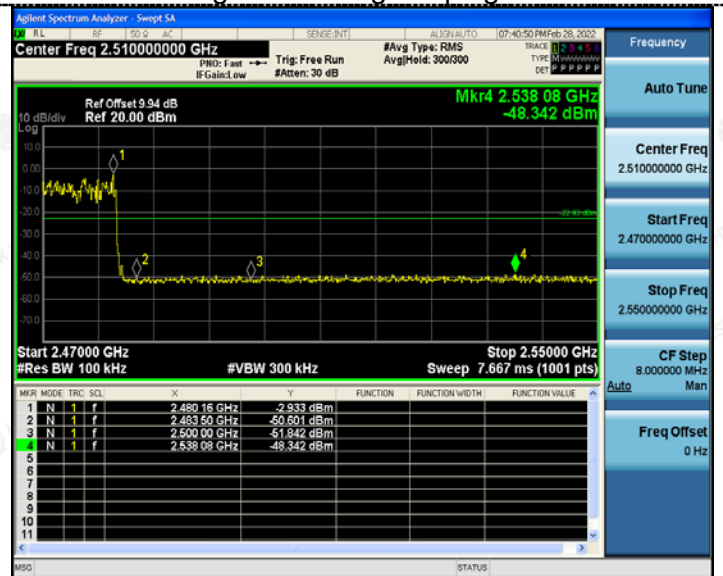 Agilent Spectrum Analyzer - Swept SA
RL RF 50 Ω AC SENSE:INT ALIGN AUTO 07:40:50 PM Feb 28, 2022
Center Freq 2.510000000 GHz #Avg Type: RMS TRACE 1 2 3 4 5 6
PNO: Fast Trig: Free Run Avg|Hold: 300/300 TYPE MWWWWW
IFGain:Low #Atten: 30 dB DET P P P P P P
Mkr4 2.538 08 GHz
-48.342 dBm
Ref Offset 9.94 dB
10 dB/div Ref 20.00 dBm
Log
10.0
0.00
-10.0
-20.0
-30.0
-40.0
-50.0
-60.0
-70.0
1
2
3
4
-22.93 dBm
Start 2.47000 GHz Stop 2.55000 GHz
#Res BW 100 kHz #VBW 300 kHz Sweep 7.667 ms (1001 pts)
MKR MODE TRC SCL X Y FUNCTION FUNCTION WIDTH FUNCTION VALUE
1 N 1 f 2.480 16 GHz -2.933 dBm
2 N 1 f 2.483 50 GHz -50.601 dBm
3 N 1 f 2.500 00 GHz -51.842 dBm
4 N 1 f 2.538 08 GHz -48.342 dBm
5
6
7
8
9
10
11
MSG STATUS
Frequency
Auto Tune
Center Freq
2.510000000 GHz
Start Freq
2.470000000 GHz
Stop Freq
2.550000000 GHz
CF Step
8.000000 MHz
Auto Man
Freq Offset
0 Hz